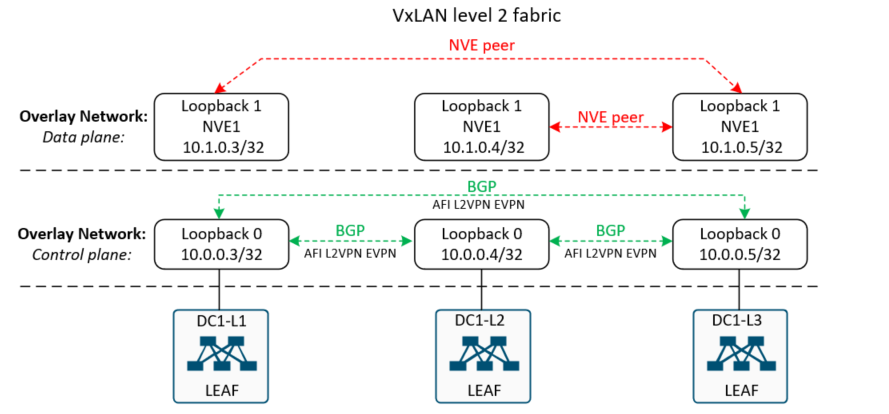 VxLAN level 2 fabric
NVE peer
Overlay Network:
Data plane:
Loopback 1
NVE1
10.1.0.3/32
Loopback 1
NVE1
10.1.0.4/32
NVE peer
Loopback 1
NVE1
10.1.0.5/32
BGP
AFI L2VPN EVPN
Overlay Network:
Control plane:
Loopback 0
10.0.0.3/32
BGP
AFI L2VPN EVPN
Loopback 0
10.0.0.4/32
BGP
AFI L2VPN EVPN
Loopback 0
10.0.0.5/32
DC1-L1
LEAF
DC1-L2
LEAF
DC1-L3
LEAF